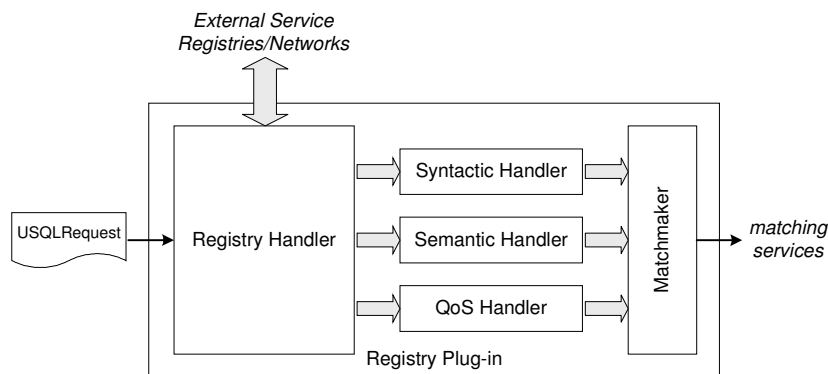 External Service
Registries/Networks
Syntactic Handler
USQLRequest
Registry Handler
Semantic Handler
Matchmaker
matching
services
QoS Handler
Registry Plug-in